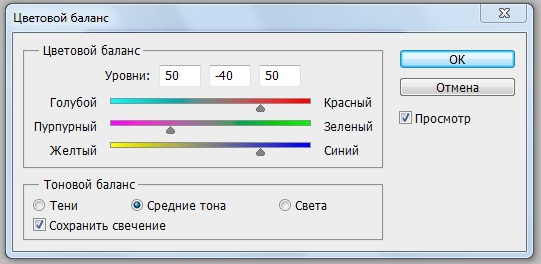 Цветовой баланс
Цветовой баланс
Уровни: 50 -40 50
Голубой Красный
Пурпурный Зеленый
Желтый Синий
Тоновой баланс
Тени Средние тона Света
Сохранить свечение
OK
Отмена
Просмотр